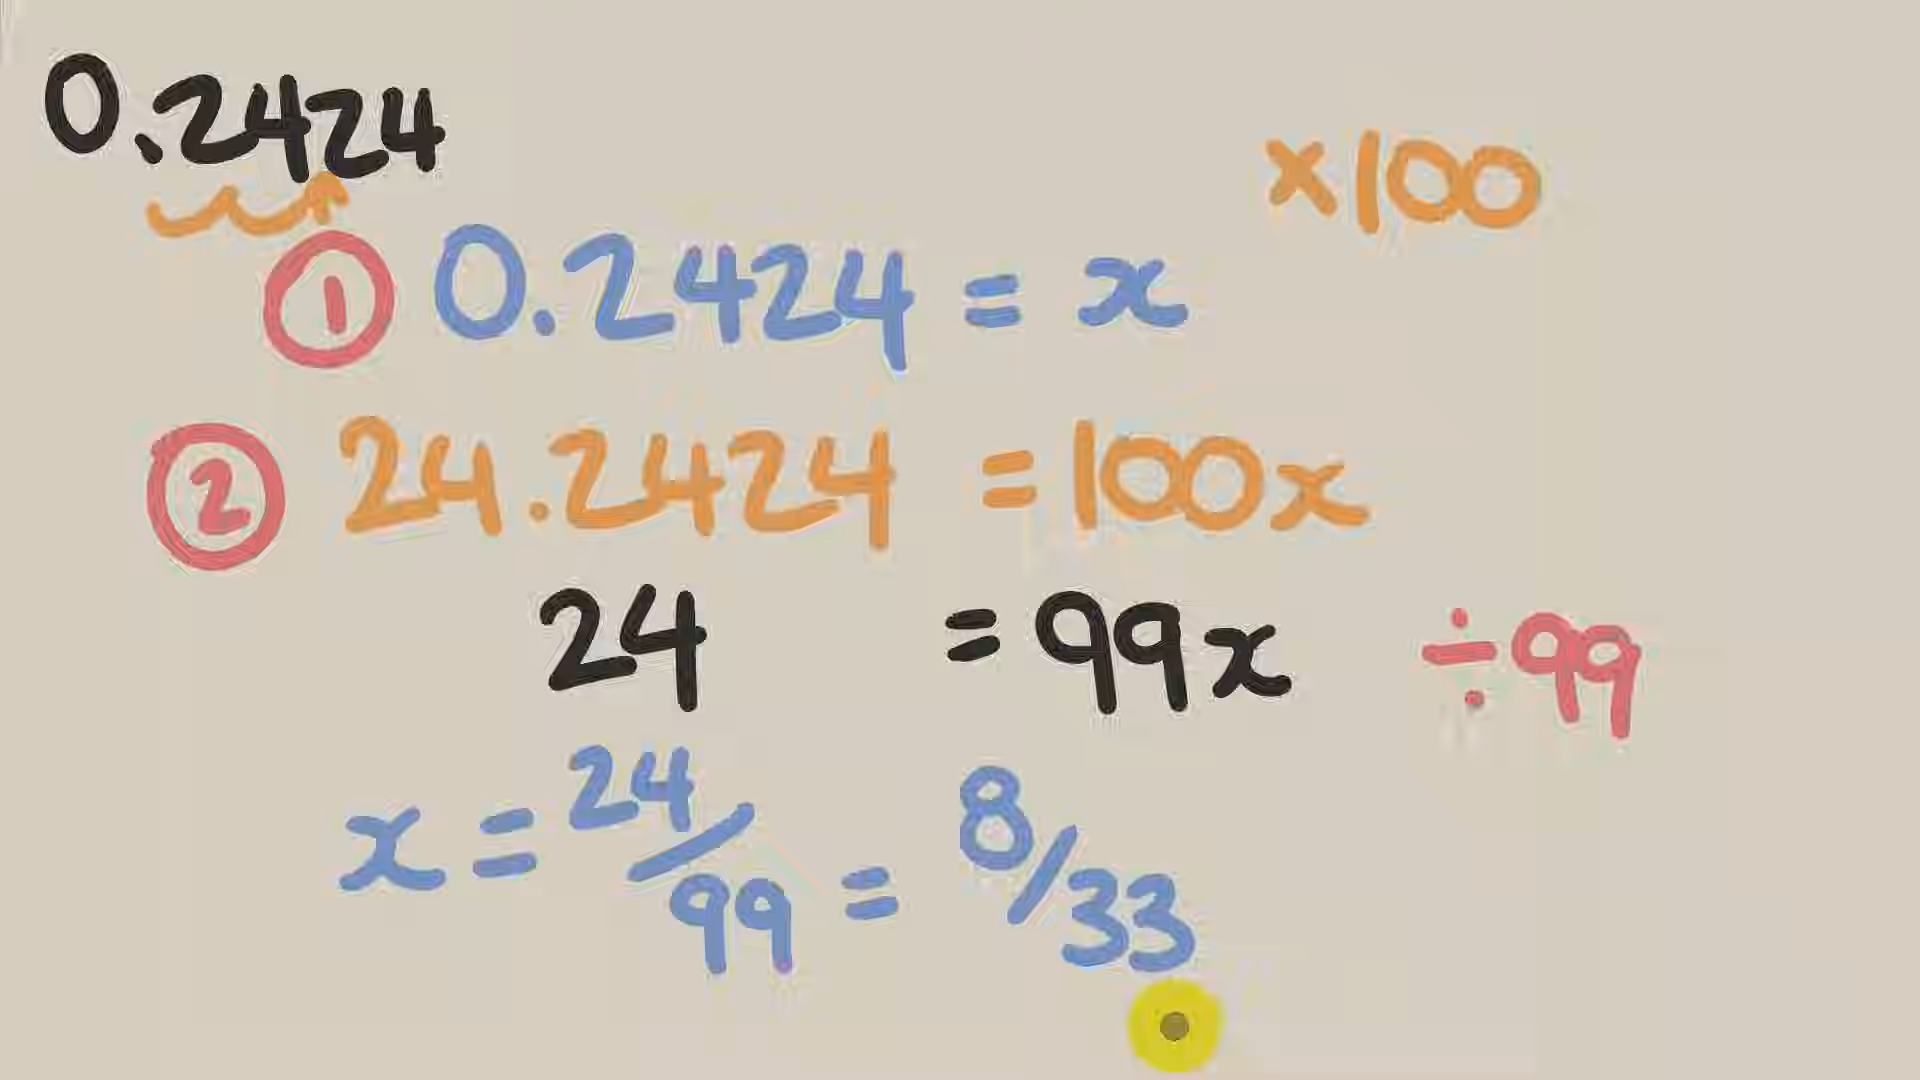 0.2424
×100
① 0.2424 = x
② 24.2424 = 100x
24 = 99x ÷99
x = 24/99 = 8/33